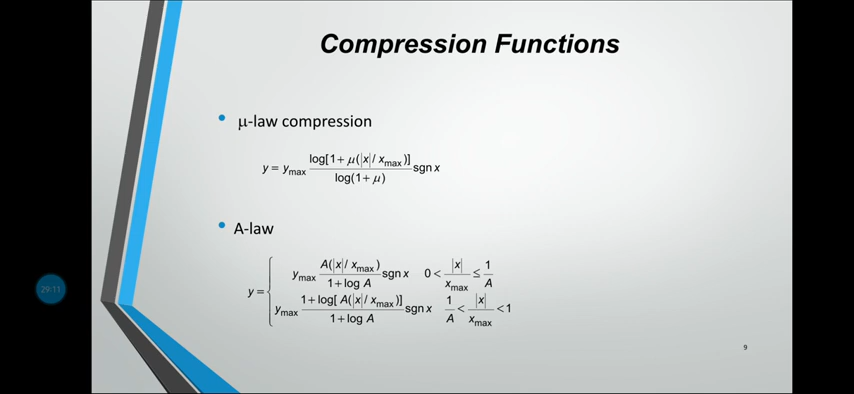 Compression Functions
• μ-law compression
y = y_max log[1 + μ(|x| / x_max)] / log(1 + μ) sgn x
• A-law
y = { y_max A(|x| / x_max) / (1 + log A) sgn x 0 < |x| / x_max ≤ 1 / A
y_max (1 + log[A(|x| / x_max)]) / (1 + log A) sgn x 1 / A < |x| / x_max < 1
29:11
9